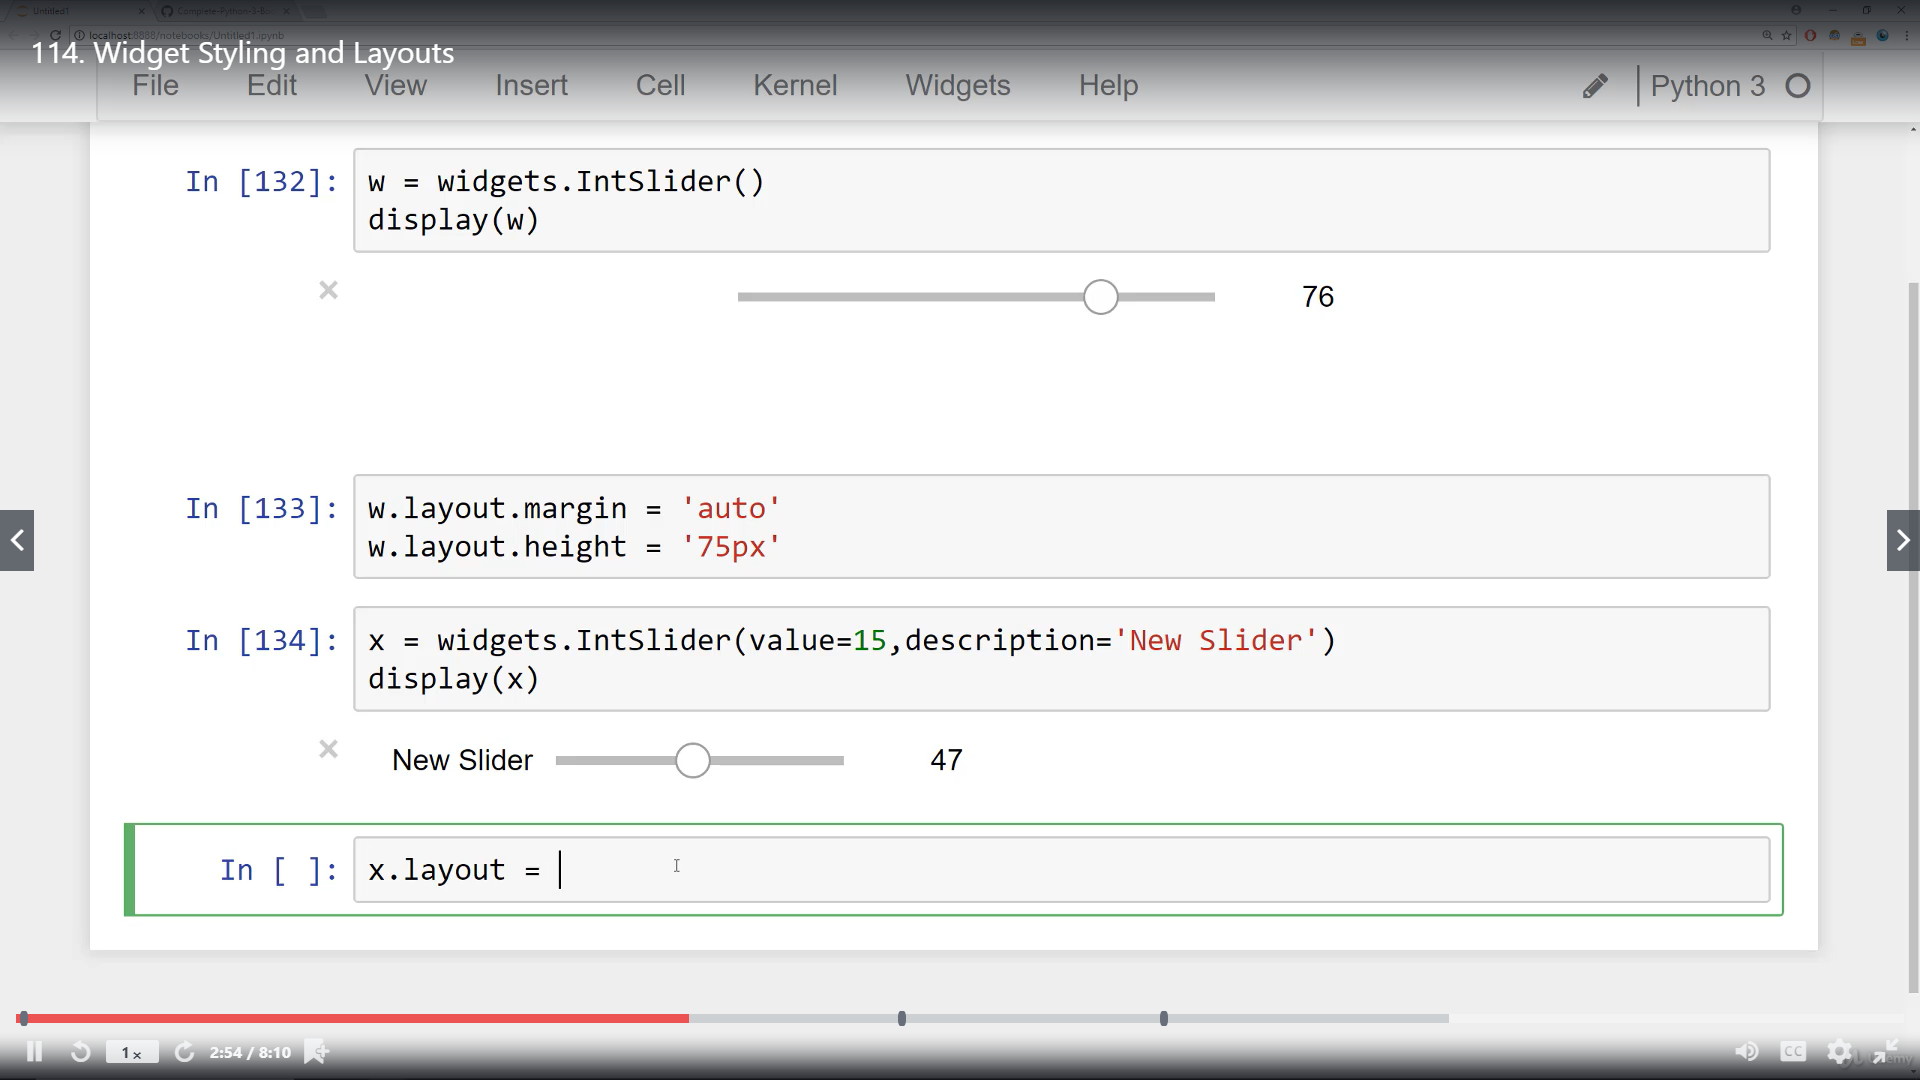 Untitled1
Complete-Python-3-Bo
localhost:8888/notebooks/Untitled1.ipynb
114. Widget Styling and Layouts
File Edit View Insert Cell Kernel Widgets Help Python 3
In [132]: w = widgets.IntSlider()
display(w)
76
In [133]: w.layout.margin = 'auto'
w.layout.height = '75px'
In [134]: x = widgets.IntSlider(value=15,description='New Slider')
display(x)
New Slider 47
In [ ]: x.layout =
1x 2:54 / 8:10 CC